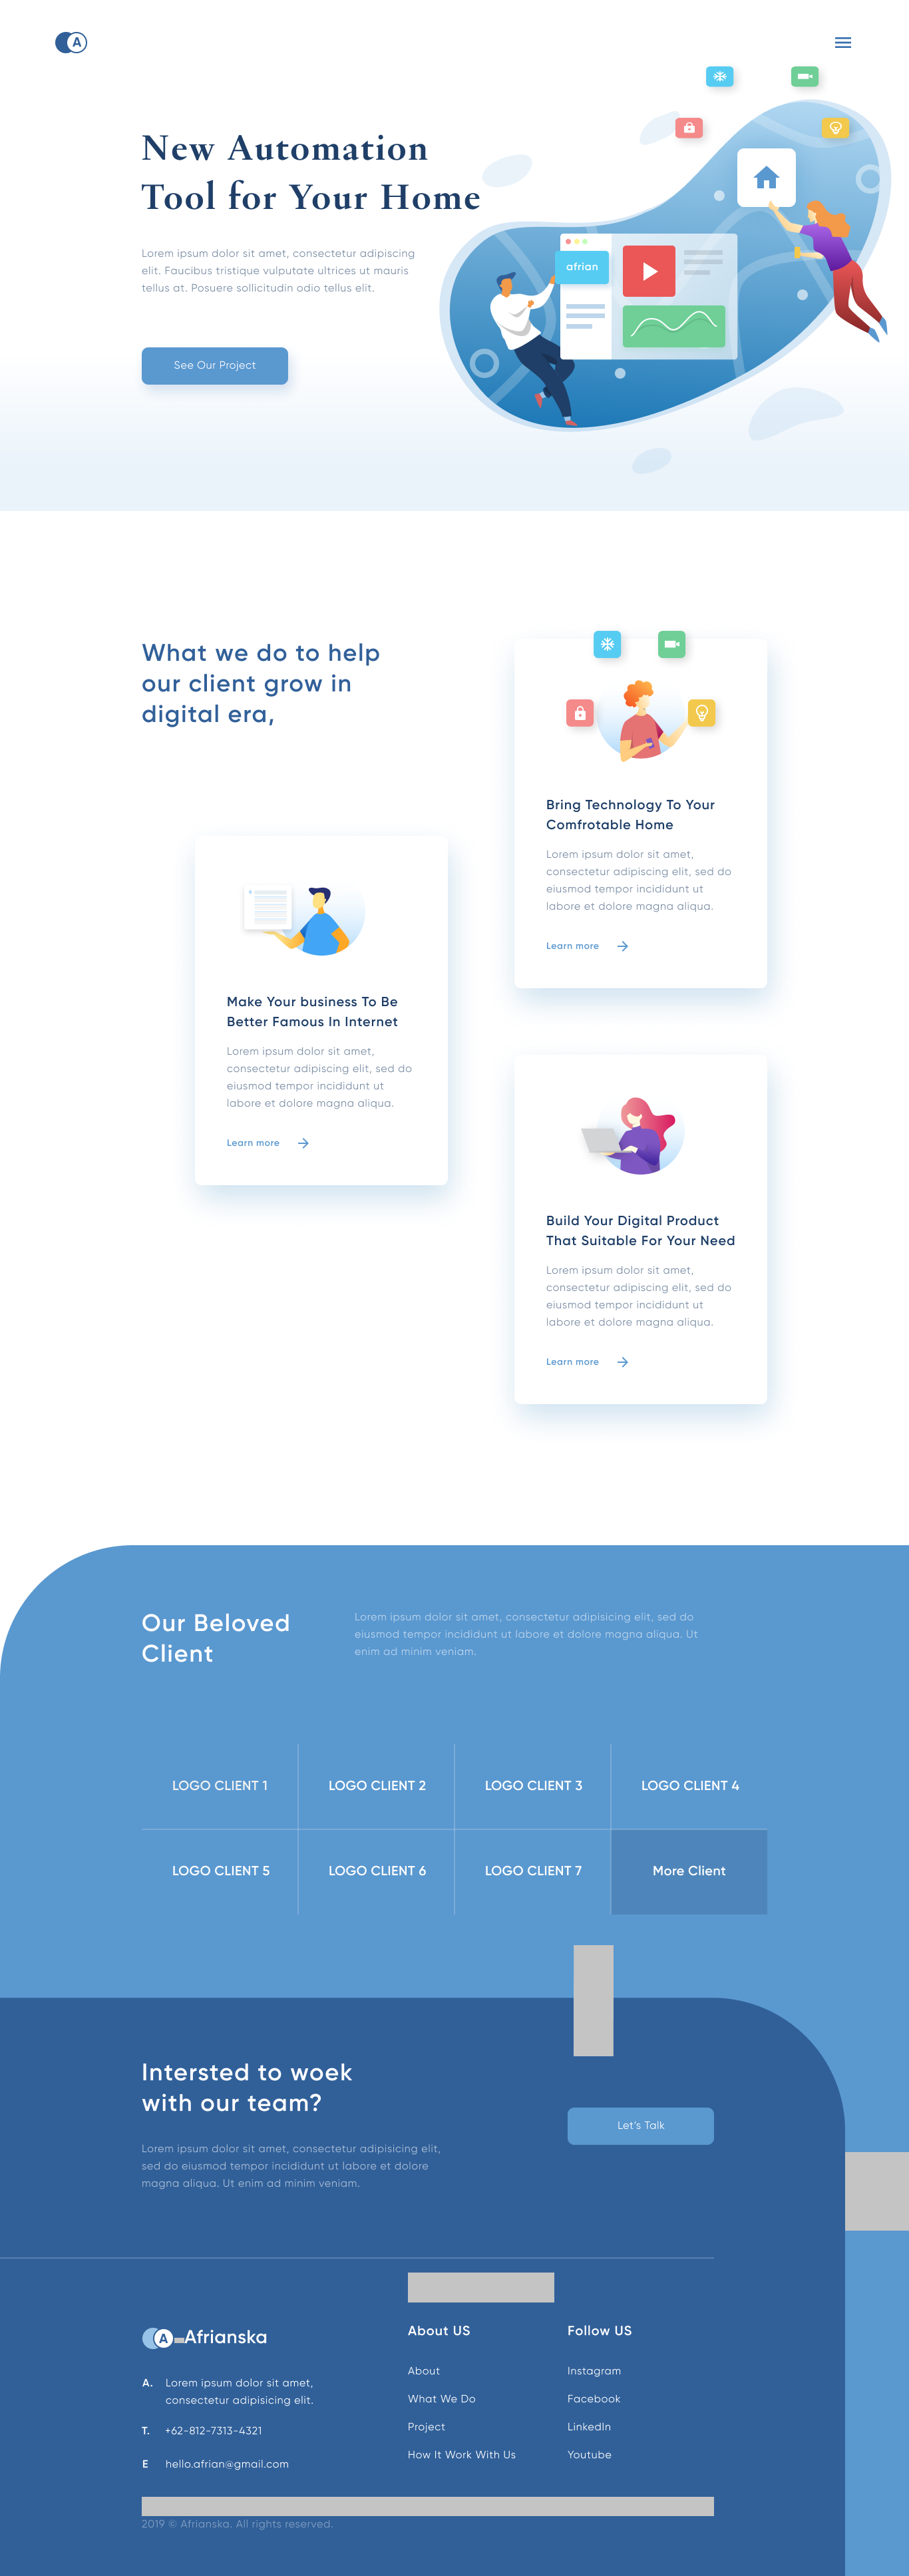 A
New Automation
Tool for Your Home
Lorem ipsum dolor sit amet, consectetur adipiscing
elit. Faucibus tristique vulputate ultrices ut mauris
tellus at. Posuere sollicitudin odio tellus elit.
See Our Project
afrian
What we do to help
our client grow in
digital era,
Bring Technology To Your
Comfrotable Home
Lorem ipsum dolor sit amet,
consectetur adipiscing elit, sed do
eiusmod tempor incididunt ut
labore et dolore magna aliqua.
Learn more
Make Your business To Be
Better Famous In Internet
Lorem ipsum dolor sit amet,
consectetur adipiscing elit, sed do
eiusmod tempor incididunt ut
labore et dolore magna aliqua.
Learn more
Build Your Digital Product
That Suitable For Your Need
Lorem ipsum dolor sit amet,
consectetur adipiscing elit, sed do
eiusmod tempor incididunt ut
labore et dolore magna aliqua.
Learn more
Our Beloved
Client
Lorem ipsum dolor sit amet, consectetur adipisicing elit, sed do
eiusmod tempor incididunt ut labore et dolore magna aliqua. Ut
enim ad minim veniam.
LOGO CLIENT 1
LOGO CLIENT 2
LOGO CLIENT 3
LOGO CLIENT 4
LOGO CLIENT 5
LOGO CLIENT 6
LOGO CLIENT 7
More Client
Intersted to woek
with our team?
Lorem ipsum dolor sit amet, consectetur adipisicing elit,
sed do eiusmod tempor incididunt ut labore et dolore
magna aliqua. Ut enim ad minim veniam.
Let's Talk
A Afrianska
A. Lorem ipsum dolor sit amet,
consectetur adipisicing elit.
T. +62-812-7313-4321
E hello.afrian@gmail.com
About US
About
What We Do
Project
How It Work With Us
Follow US
Instagram
Facebook
LinkedIn
Youtube
2019 © Afrianska. All rights reserved.